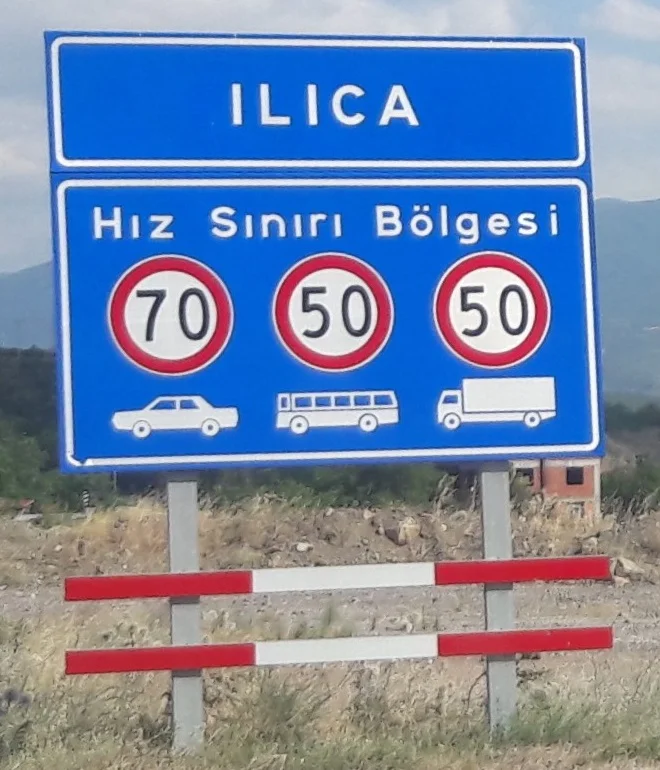 ILICA
Hız Sınırı Bölgesi
70 50 50